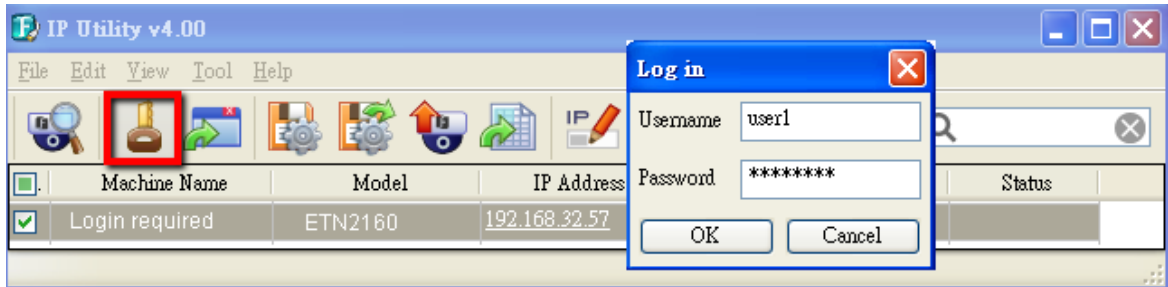 IP Utility v4.00
File Edit View Tool Help
IP
Machine Name Model IP Address Status
Login required ETN2160 192.168.32.57
Log in
Username user1
Password ********
OK Cancel